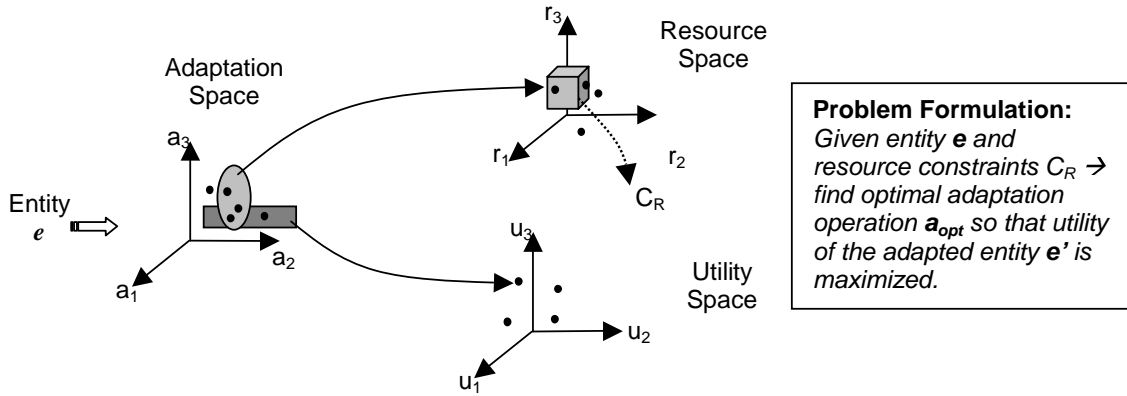 Adaptation
Space
a3
a2
a1
Entity
e
r3
Resource
Space
r1
r2
CR
u3
Utility
Space
u2
u1
Problem Formulation:
Given entity e and
resource constraints CR →
find optimal adaptation
operation aopt so that utility
of the adapted entity e' is
maximized.